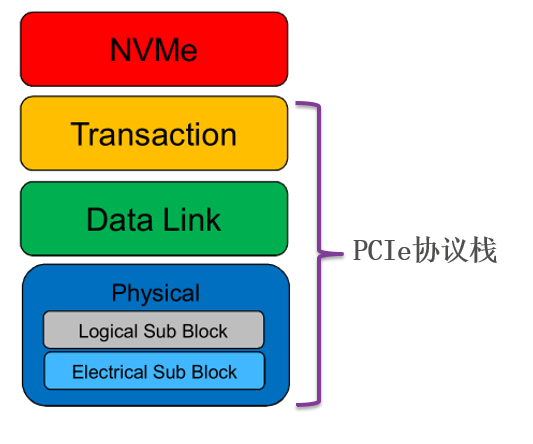 NVMe
Transaction
Data Link
PCIe协议栈
Physical
Logical Sub Block
Electrical Sub Block